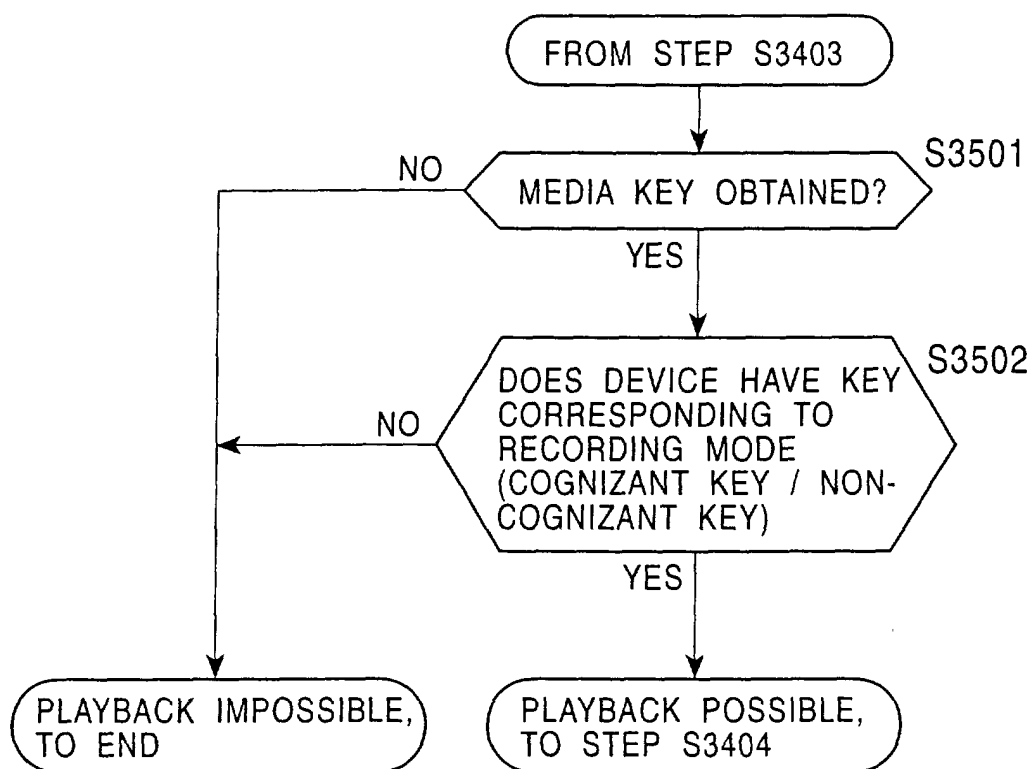 FROM STEP S3403
S3501
NO
MEDIA KEY OBTAINED?
YES
S3502
DOES DEVICE HAVE KEY
CORRESPONDING TO
RECORDING MODE
(COGNIZANT KEY / NON-
COGNIZANT KEY)
NO
YES
PLAYBACK IMPOSSIBLE,
TO END
PLAYBACK POSSIBLE,
TO STEP S3404